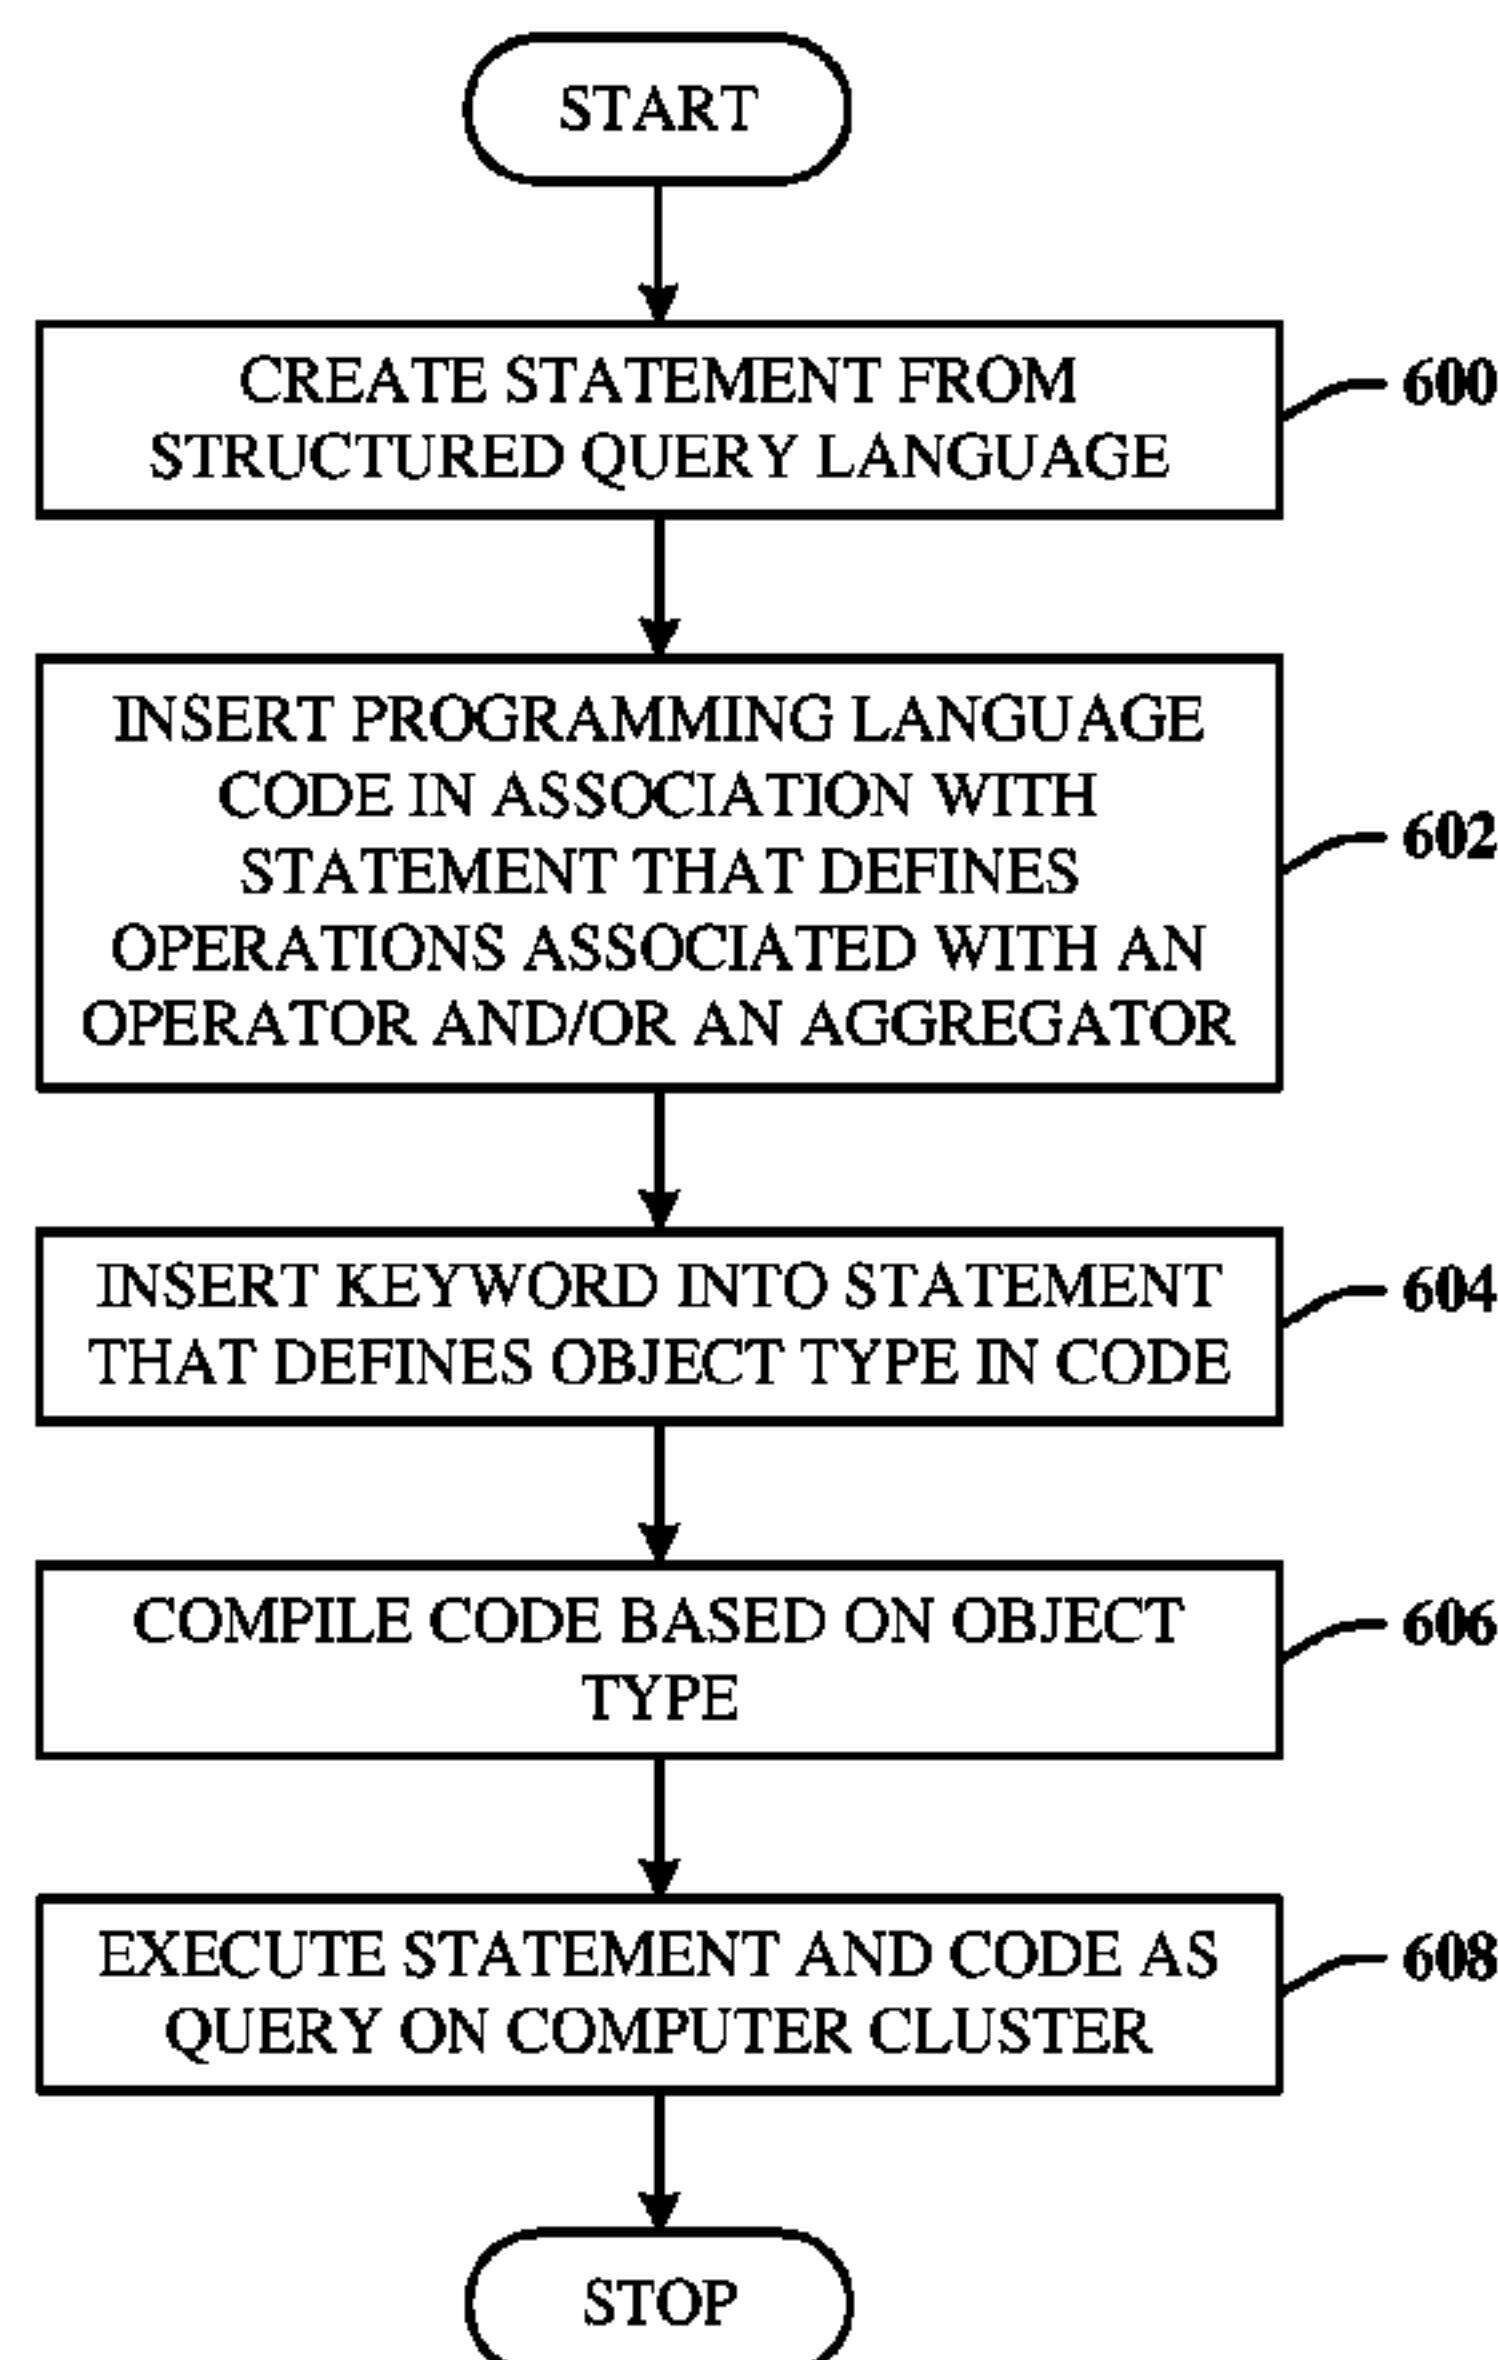 START
CREATE STATEMENT FROM
STRUCTURED QUERY LANGUAGE
600
INSERT PROGRAMMING LANGUAGE
CODE IN ASSOCIATION WITH
STATEMENT THAT DEFINES
OPERATIONS ASSOCIATED WITH AN
OPERATOR AND/OR AN AGGREGATOR
602
INSERT KEYWORD INTO STATEMENT
THAT DEFINES OBJECT TYPE IN CODE
604
COMPILE CODE BASED ON OBJECT
TYPE
606
EXECUTE STATEMENT AND CODE AS
QUERY ON COMPUTER CLUSTER
608
STOP